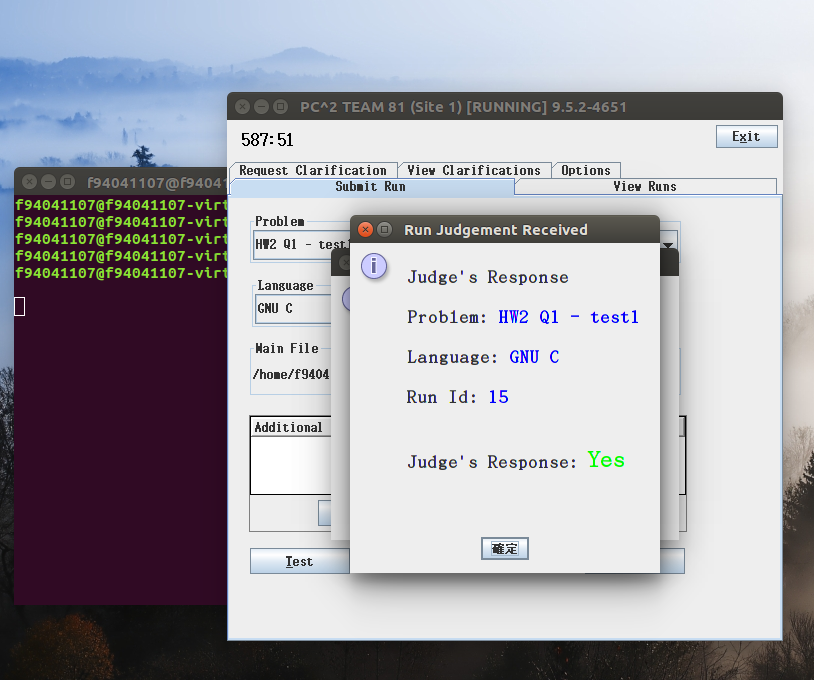 PC^2 TEAM 81 (Site 1) [RUNNING] 9.5.2-4651
587:51
Exit
Request Clarification
View Clarifications
Options
Submit Run
View Runs
f94041107@f94041
f94041107@f94041107-virt
f94041107@f94041107-virt
f94041107@f94041107-virt
f94041107@f94041107-virt
f94041107@f94041107-virt
Problem
HW2 Q1 - test1
Language
GNU C
Main File
/home/f9404
Additional
Test
Run Judgement Received
Judge's Response
Problem: HW2 Q1 - test1
Language: GNU C
Run Id: 15
Judge's Response: Yes
確定